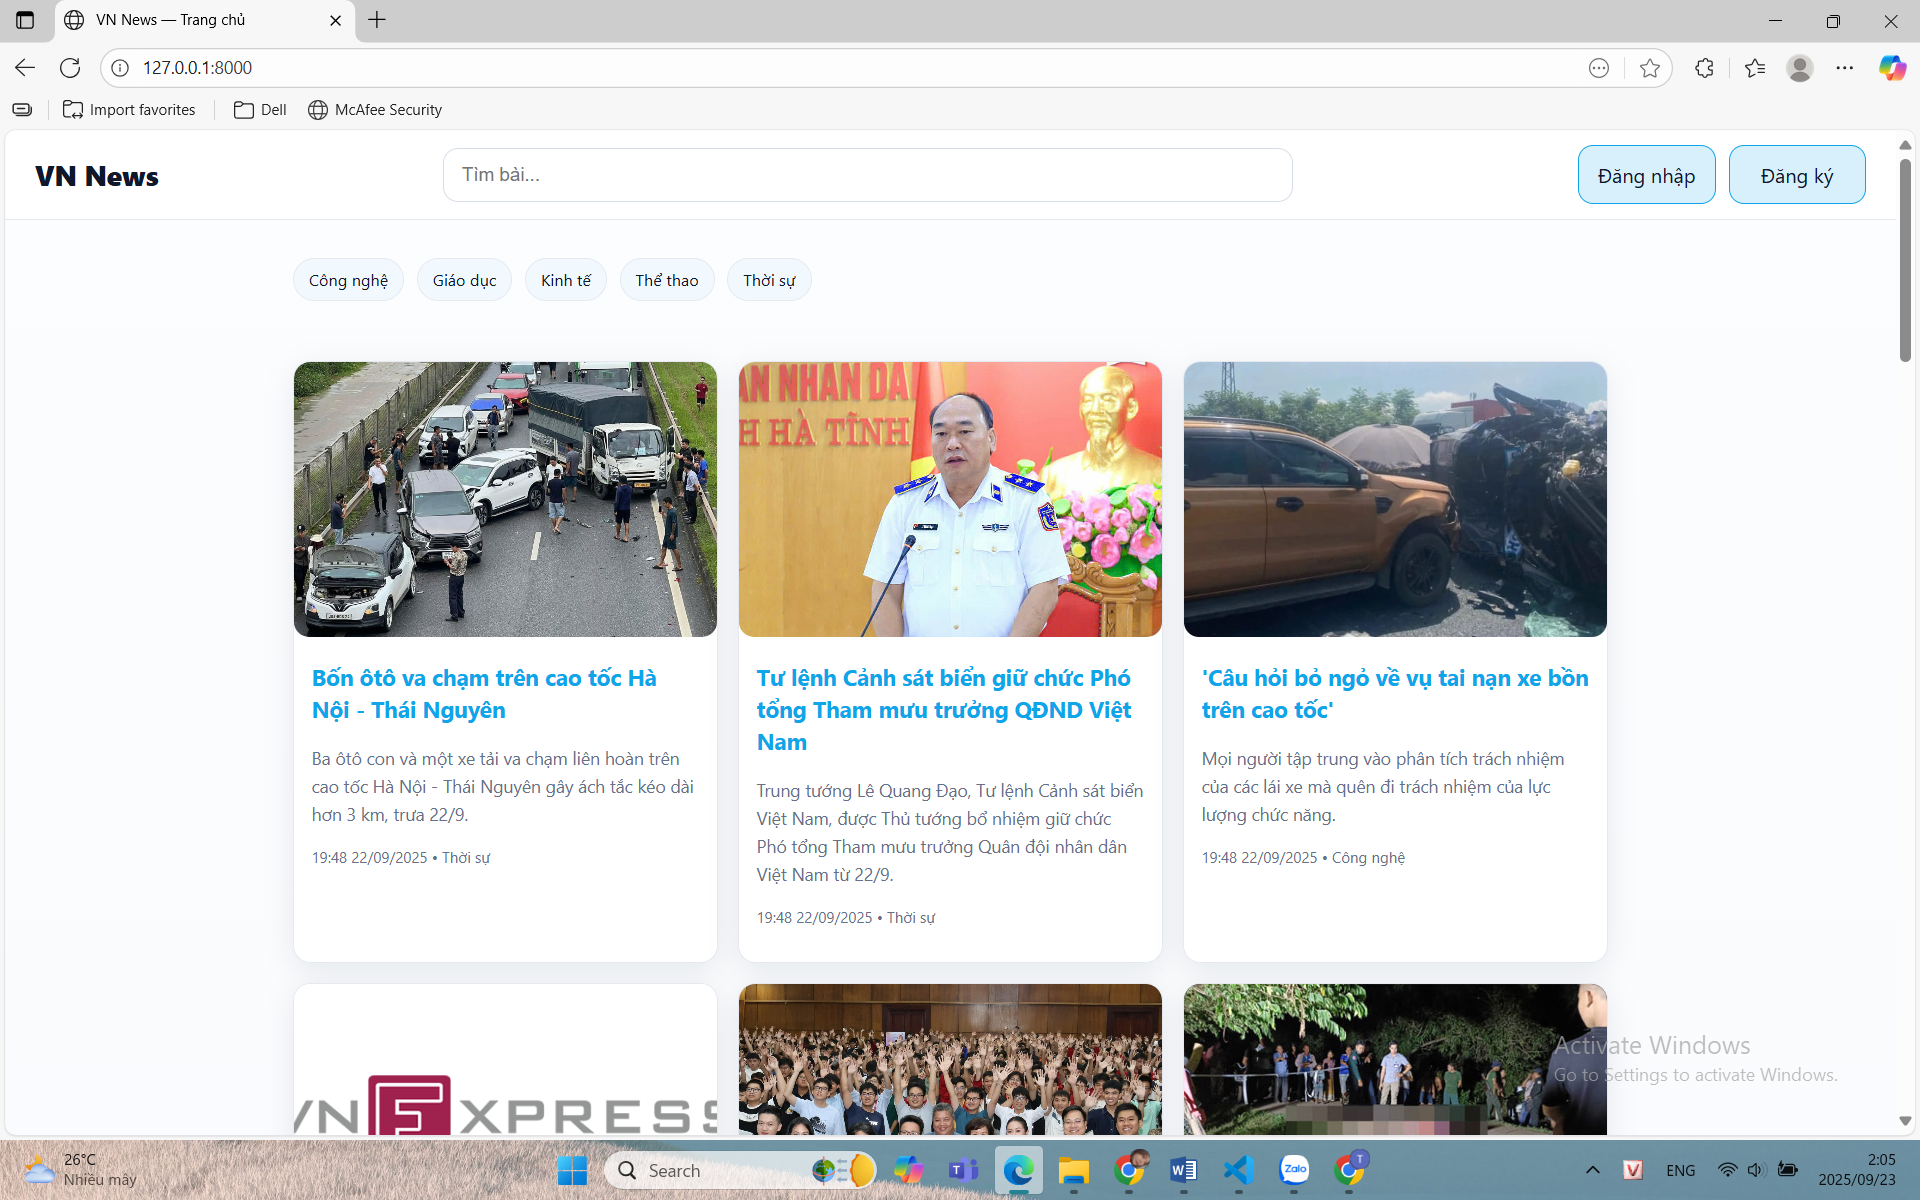 VN News — Trang chủ
127.0.0.1:8000
Import favorites
Dell
McAfee Security
VN News
Tìm bài...
Đăng nhập
Đăng ký
Công nghệ
Giáo dục
Kinh tế
Thể thao
Thời sự
ÂN NHÂN DÂ
H HÀ TĨNH
Bốn ôtô va chạm trên cao tốc Hà
Nội - Thái Nguyên
Ba ôtô con và một xe tải va chạm liên hoàn trên
cao tốc Hà Nội - Thái Nguyên gây ách tắc kéo dài
hơn 3 km, trưa 22/9.
19:48 22/09/2025 • Thời sự
Tư lệnh Cảnh sát biển giữ chức Phó
tổng Tham mưu trưởng QĐND Việt
Nam
Trung tướng Lê Quang Đạo, Tư lệnh Cảnh sát biển
Việt Nam, được Thủ tướng bổ nhiệm giữ chức
Phó tổng Tham mưu trưởng Quân đội nhân dân
Việt Nam từ 22/9.
19:48 22/09/2025 • Thời sự
'Câu hỏi bỏ ngỏ về vụ tai nạn xe bồn
trên cao tốc'
Mọi người tập trung vào phân tích trách nhiệm
của các lái xe mà quên đi trách nhiệm của lực
lượng chức năng.
19:48 22/09/2025 • Công nghệ
VN EXPRESS
Activate Windows
Go to Settings to activate Windows.
26°C
Nhiều mây
Search
Zalo
T
V
ENG
2:05
2025/09/23